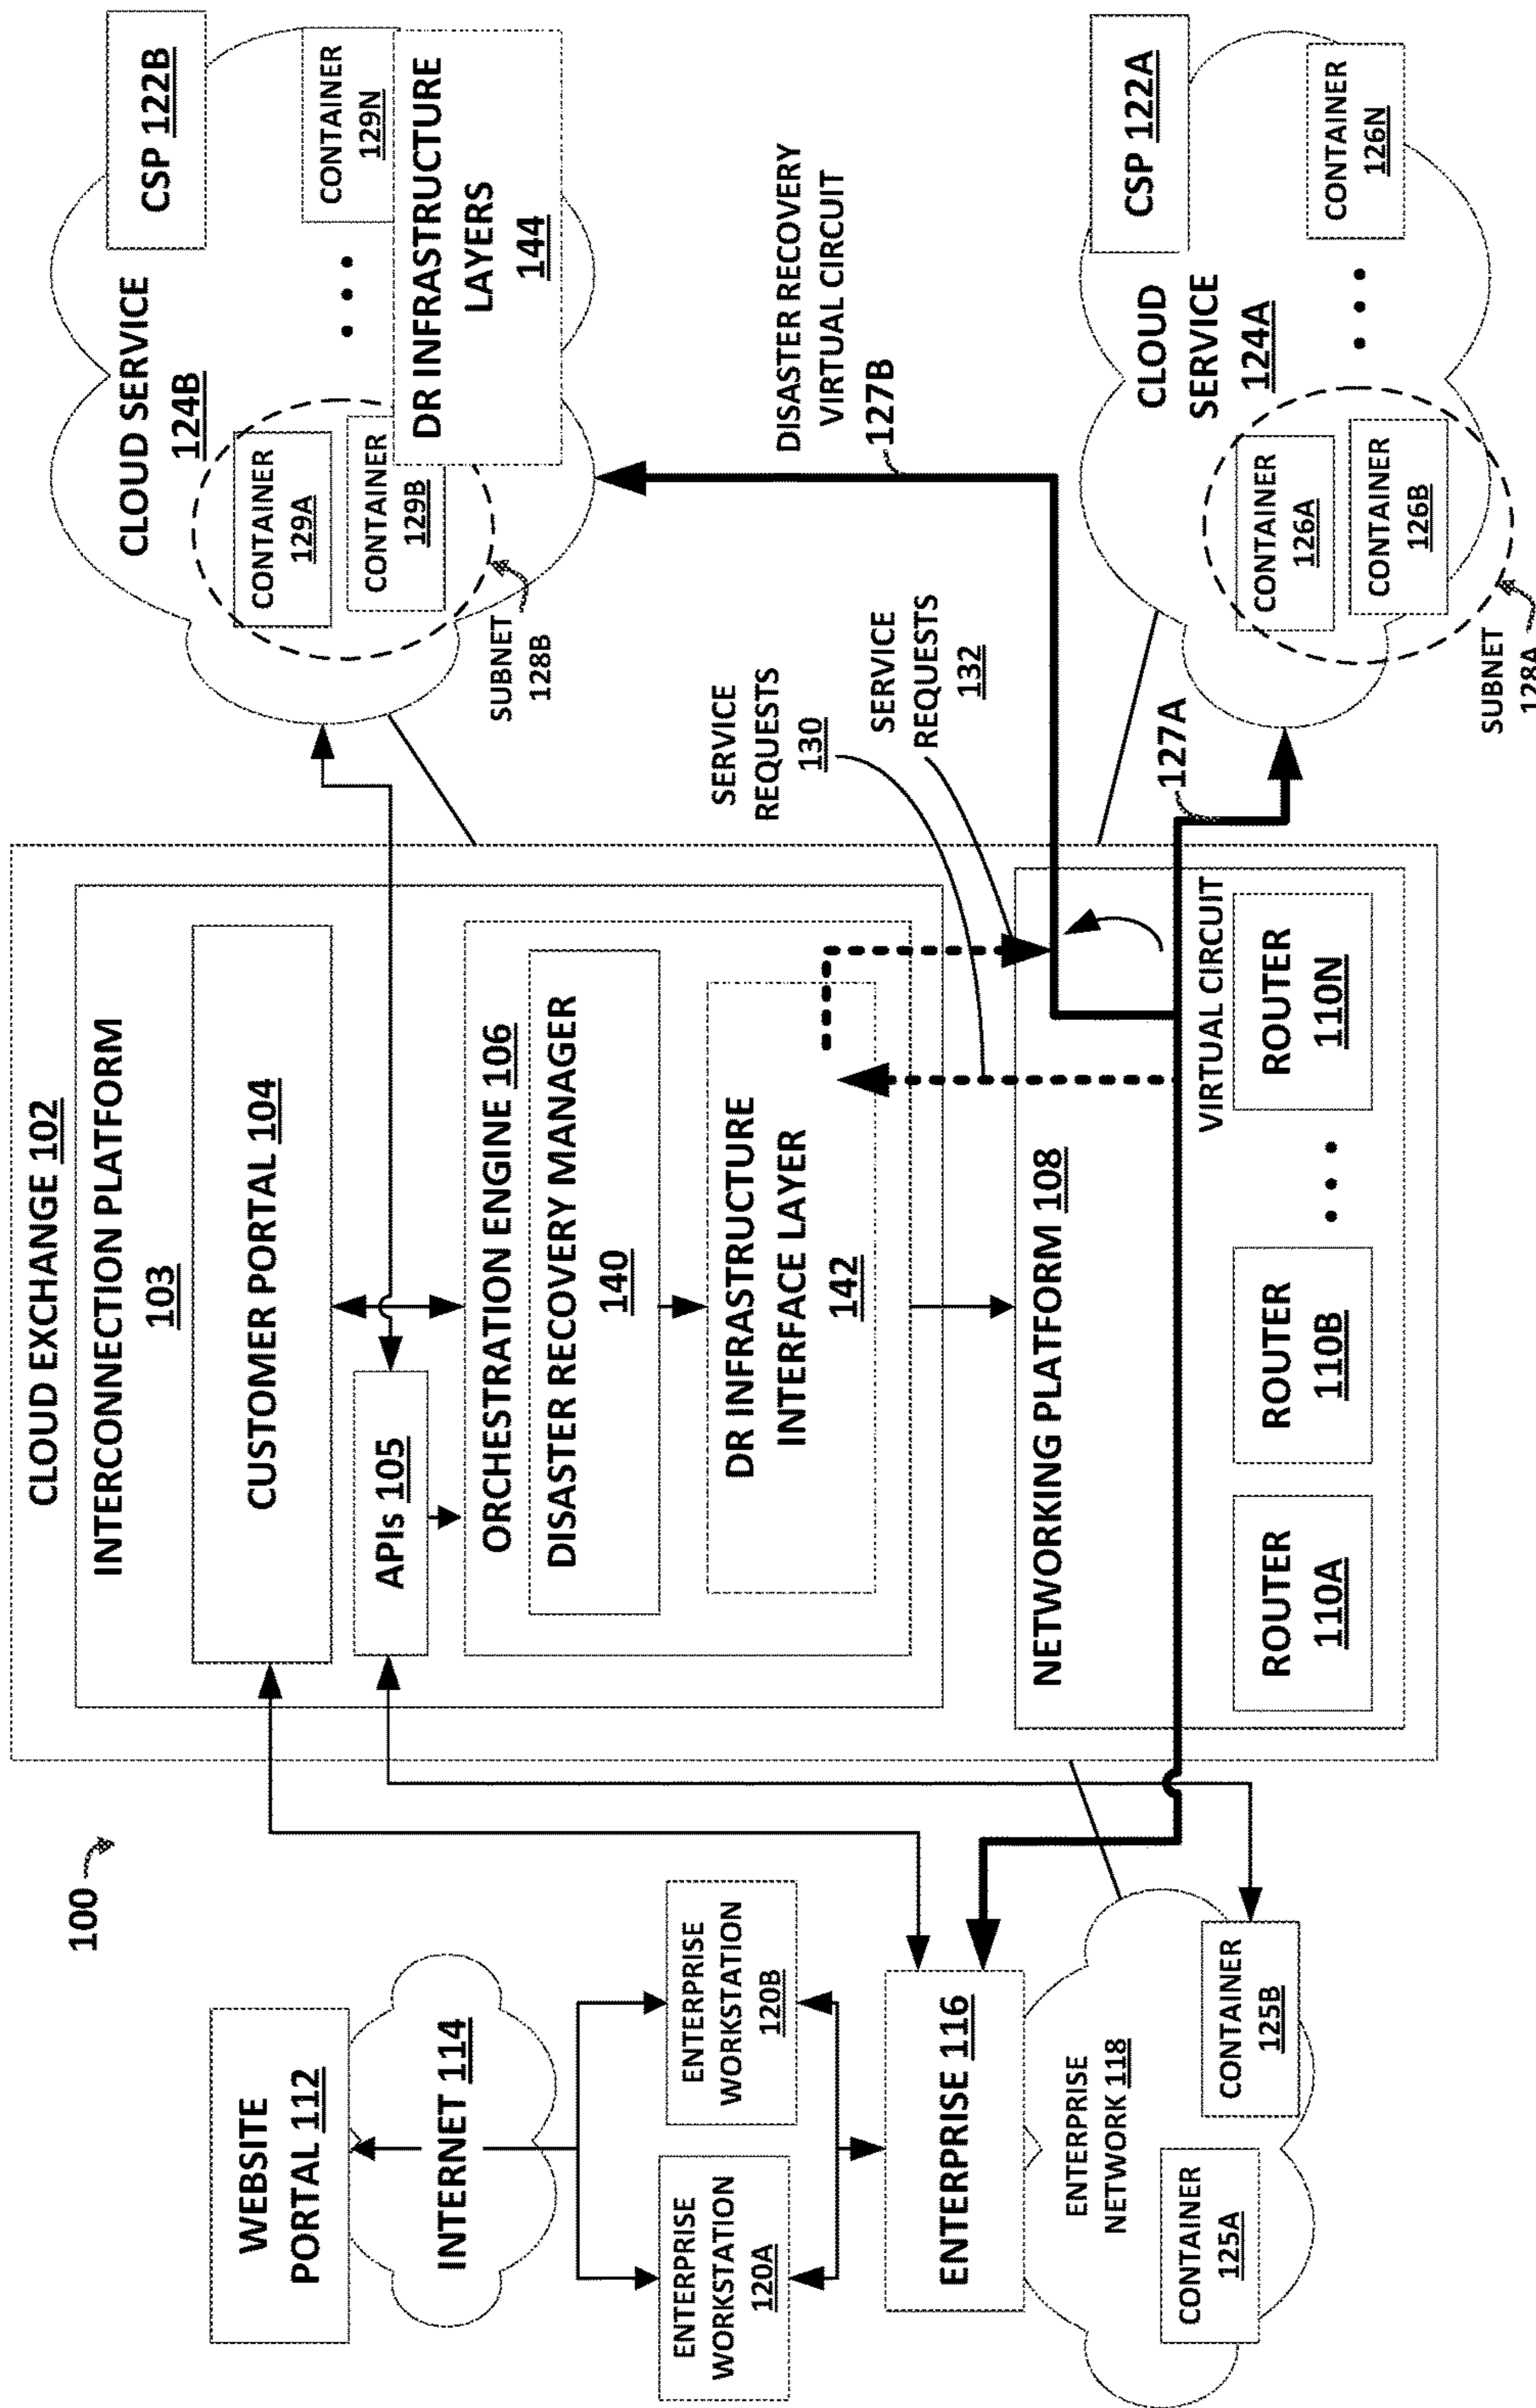 100
WEBSITE
PORTAL 112
INTERNET 114
ENTERPRISE
WORKSTATION
120A
ENTERPRISE
WORKSTATION
120B
ENTERPRISE 116
ENTERPRISE
NETWORK 118
CONTAINER
125A
CONTAINER
125B
CLOUD EXCHANGE 102
INTERCONNECTION PLATFORM
103
CUSTOMER PORTAL 104
APIs 105
ORCHESTRATION ENGINE 106
DISASTER RECOVERY MANAGER
140
DR INFRASTRUCTURE
INTERFACE LAYER
142
NETWORKING PLATFORM 108
VIRTUAL CIRCUIT
ROUTER
110A
ROUTER
110B
ROUTER
110N
CSP 122B
CLOUD SERVICE
124B
CONTAINER
129A
CONTAINER
129B
CONTAINER
129N
DR INFRASTRUCTURE
LAYERS
144
SUBNET
128B
DISASTER RECOVERY
VIRTUAL CIRCUIT
127B
SERVICE
REQUESTS
130
SERVICE
REQUESTS
132
127A
CSP 122A
CLOUD
SERVICE
124A
CONTAINER
126A
CONTAINER
126B
CONTAINER
126N
SUBNET
128A